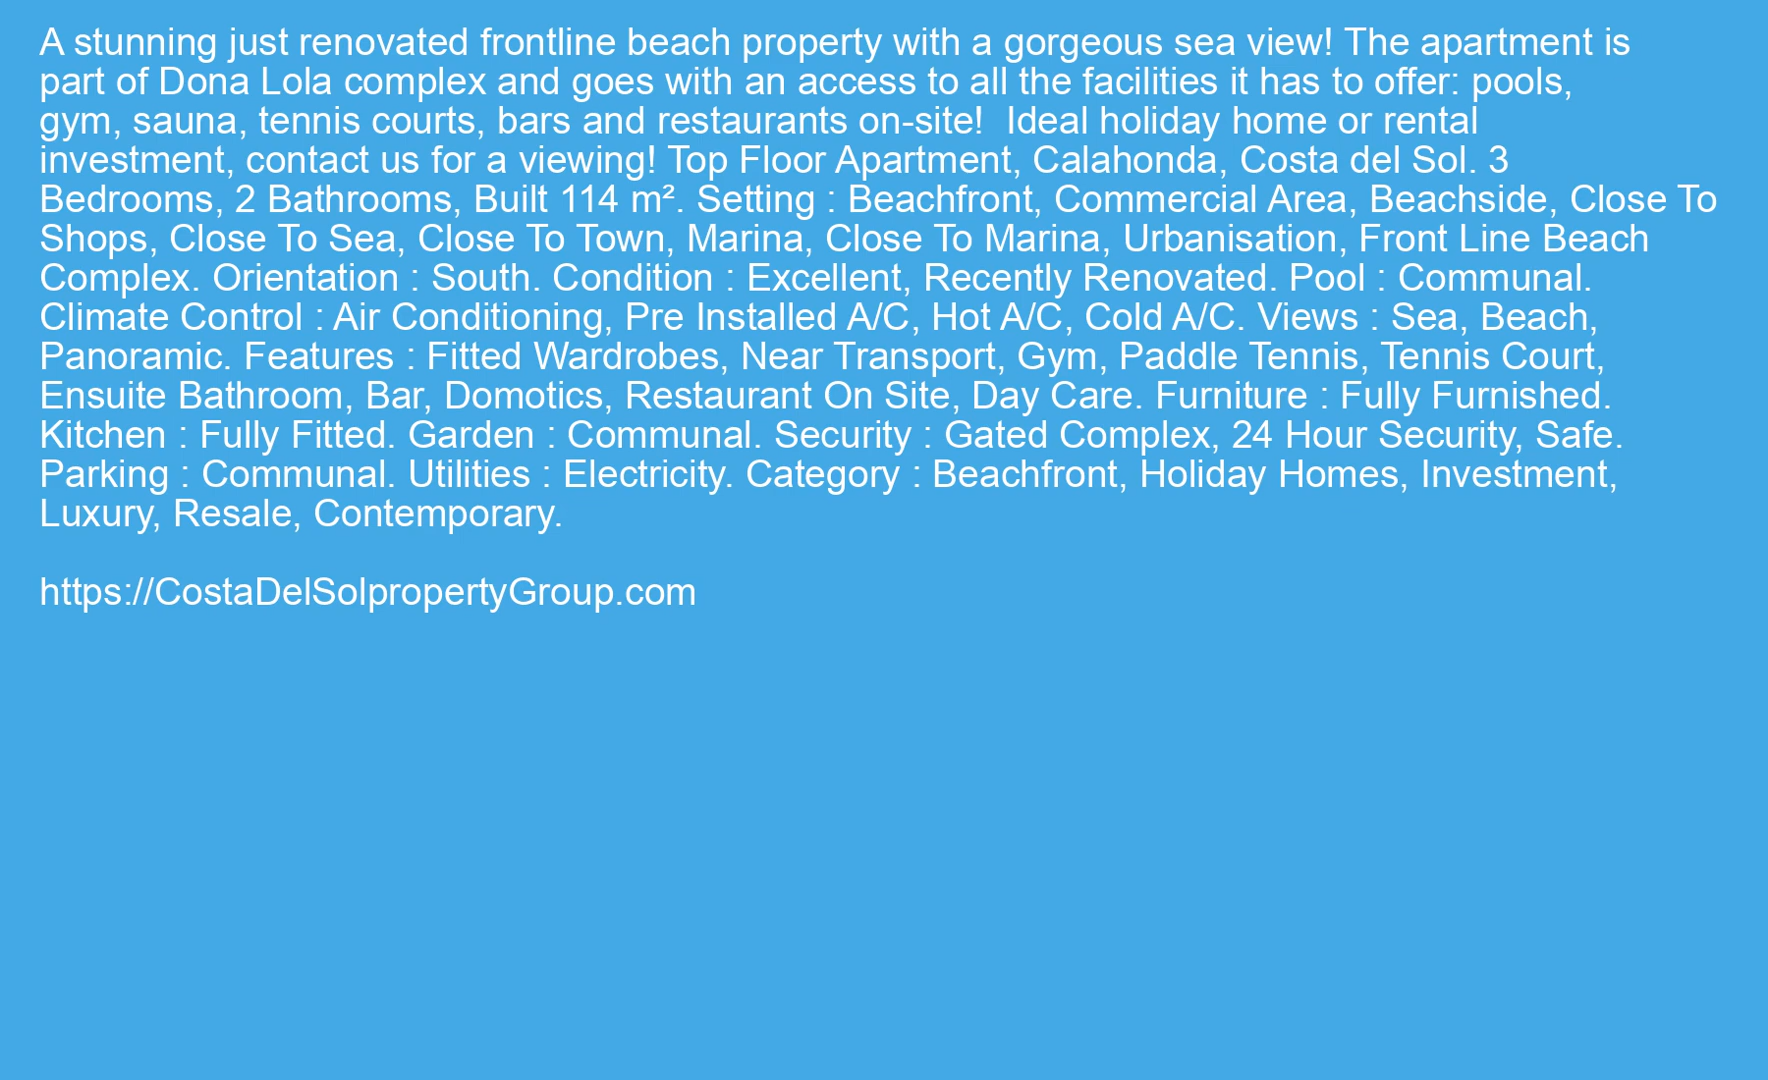 A stunning just renovated frontline beach property with a gorgeous sea view! The apartment is
part of Dona Lola complex and goes with an access to all the facilities it has to offer: pools,
gym, sauna, tennis courts, bars and restaurants on-site!  Ideal holiday home or rental
investment, contact us for a viewing! Top Floor Apartment, Calahonda, Costa del Sol. 3
Bedrooms, 2 Bathrooms, Built 114 m². Setting : Beachfront, Commercial Area, Beachside, Close To
Shops, Close To Sea, Close To Town, Marina, Close To Marina, Urbanisation, Front Line Beach
Complex. Orientation : South. Condition : Excellent, Recently Renovated. Pool : Communal.
Climate Control : Air Conditioning, Pre Installed A/C, Hot A/C, Cold A/C. Views : Sea, Beach,
Panoramic. Features : Fitted Wardrobes, Near Transport, Gym, Paddle Tennis, Tennis Court,
Ensuite Bathroom, Bar, Domotics, Restaurant On Site, Day Care. Furniture : Fully Furnished.
Kitchen : Fully Fitted. Garden : Communal. Security : Gated Complex, 24 Hour Security, Safe.
Parking : Communal. Utilities : Electricity. Category : Beachfront, Holiday Homes, Investment,
Luxury, Resale, Contemporary.
https://CostaDelSolpropertyGroup.com